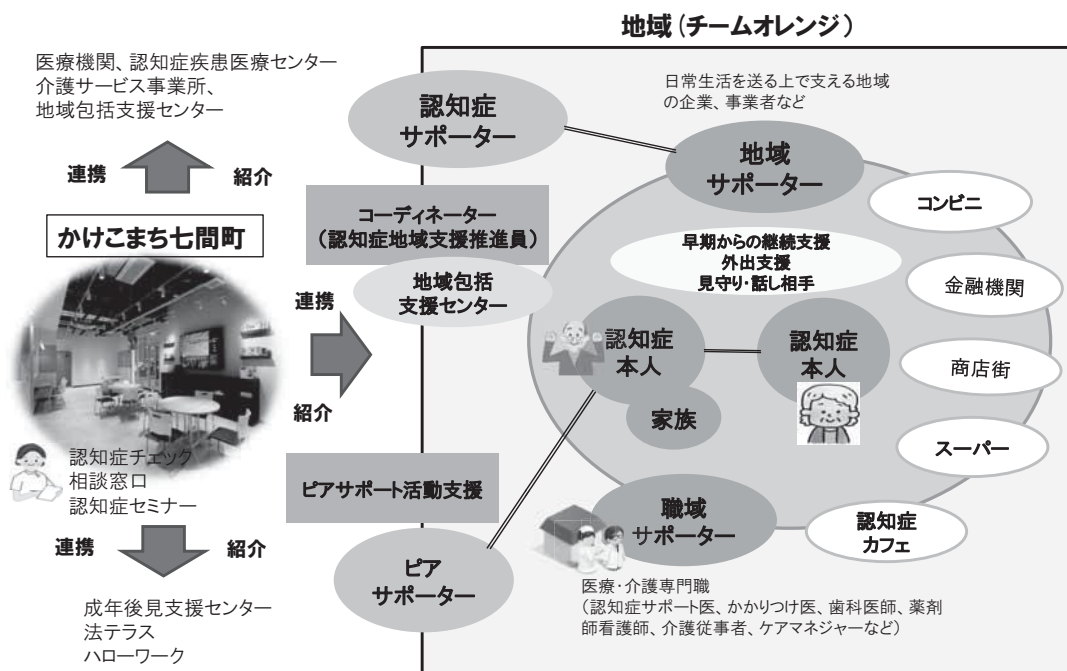 地域（チームオレンジ）
医療機関、認知症疾患医療センター
介護サービス事業所、
地域包括支援センター
連携
紹介
かけこまち七間町
認知症チェック
相談窓口
認知症セミナー
連携
紹介
成年後見支援センター
法テラス
ハローワーク
連携
紹介
認知症
サポーター
コーディネーター
（認知症地域支援推進員）
地域包括
支援センター
ピアサポート活動支援
ピア
サポーター
日常生活を送る上で支える地域
の企業、事業者など
地域
サポーター
早期からの継続支援
外出支援
見守り・話し相手
認知症
本人
認知症
本人
家族
職域
サポーター
医療・介護専門職
（認知症サポート医、かかりつけ医、歯科医師、薬剤
師看護師、介護従事者、ケアマネジャーなど）
コンビニ
金融機関
商店街
スーパー
認知症
カフェ